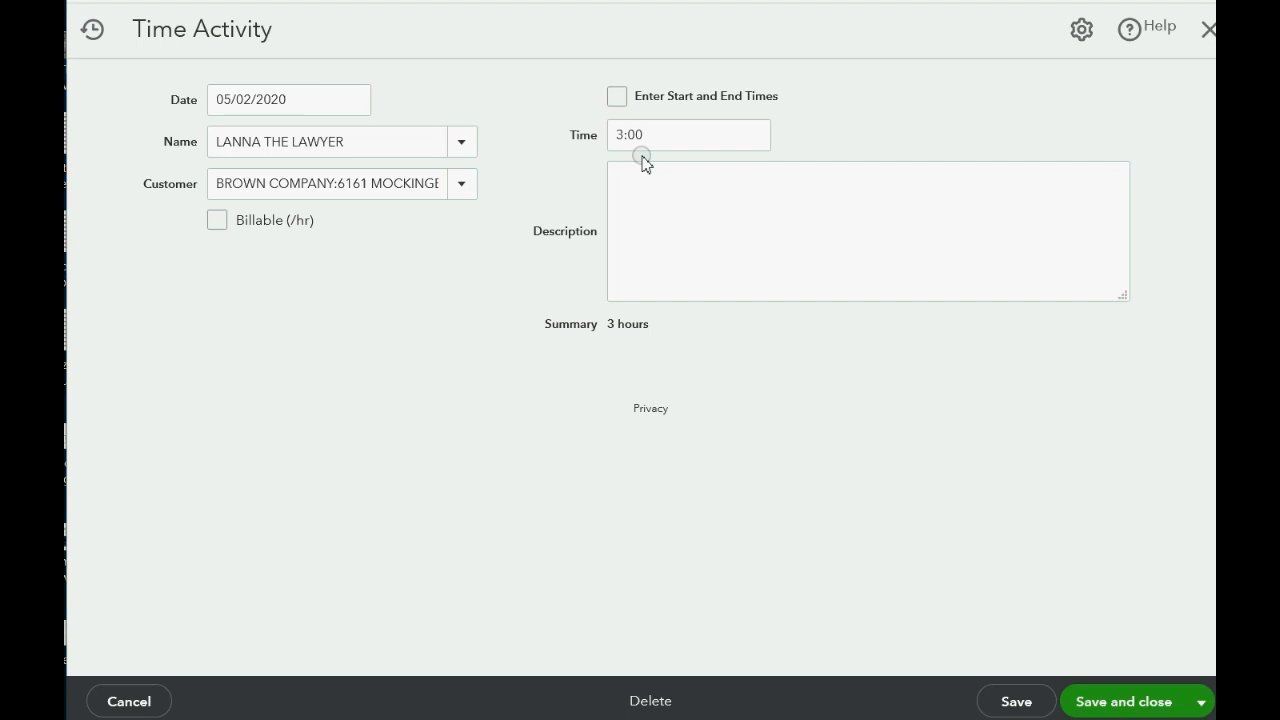 Time Activity
Help
Date 05/02/2020
Name LANNA THE LAWYER
Customer BROWN COMPANY:6161 MOCKINGE
Billable (/hr)
Enter Start and End Times
Time 3:00
Description
Summary 3 hours
Privacy
Cancel
Delete
Save
Save and close